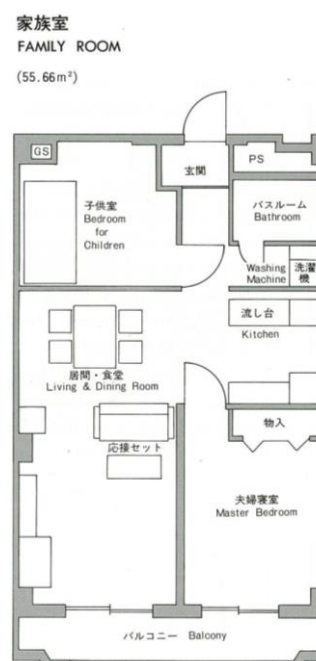 家族室
FAMILY ROOM
(55.66m²)
GS
玄関
PS
子供室
Bedroom
for
Children
バスルーム
Bathroom
Washing
Machine
洗濯
機
流し台
Kitchen
居間・食堂
Living & Dining Room
応接セット
物入
夫婦寝室
Master Bedroom
バルコニー Balcony